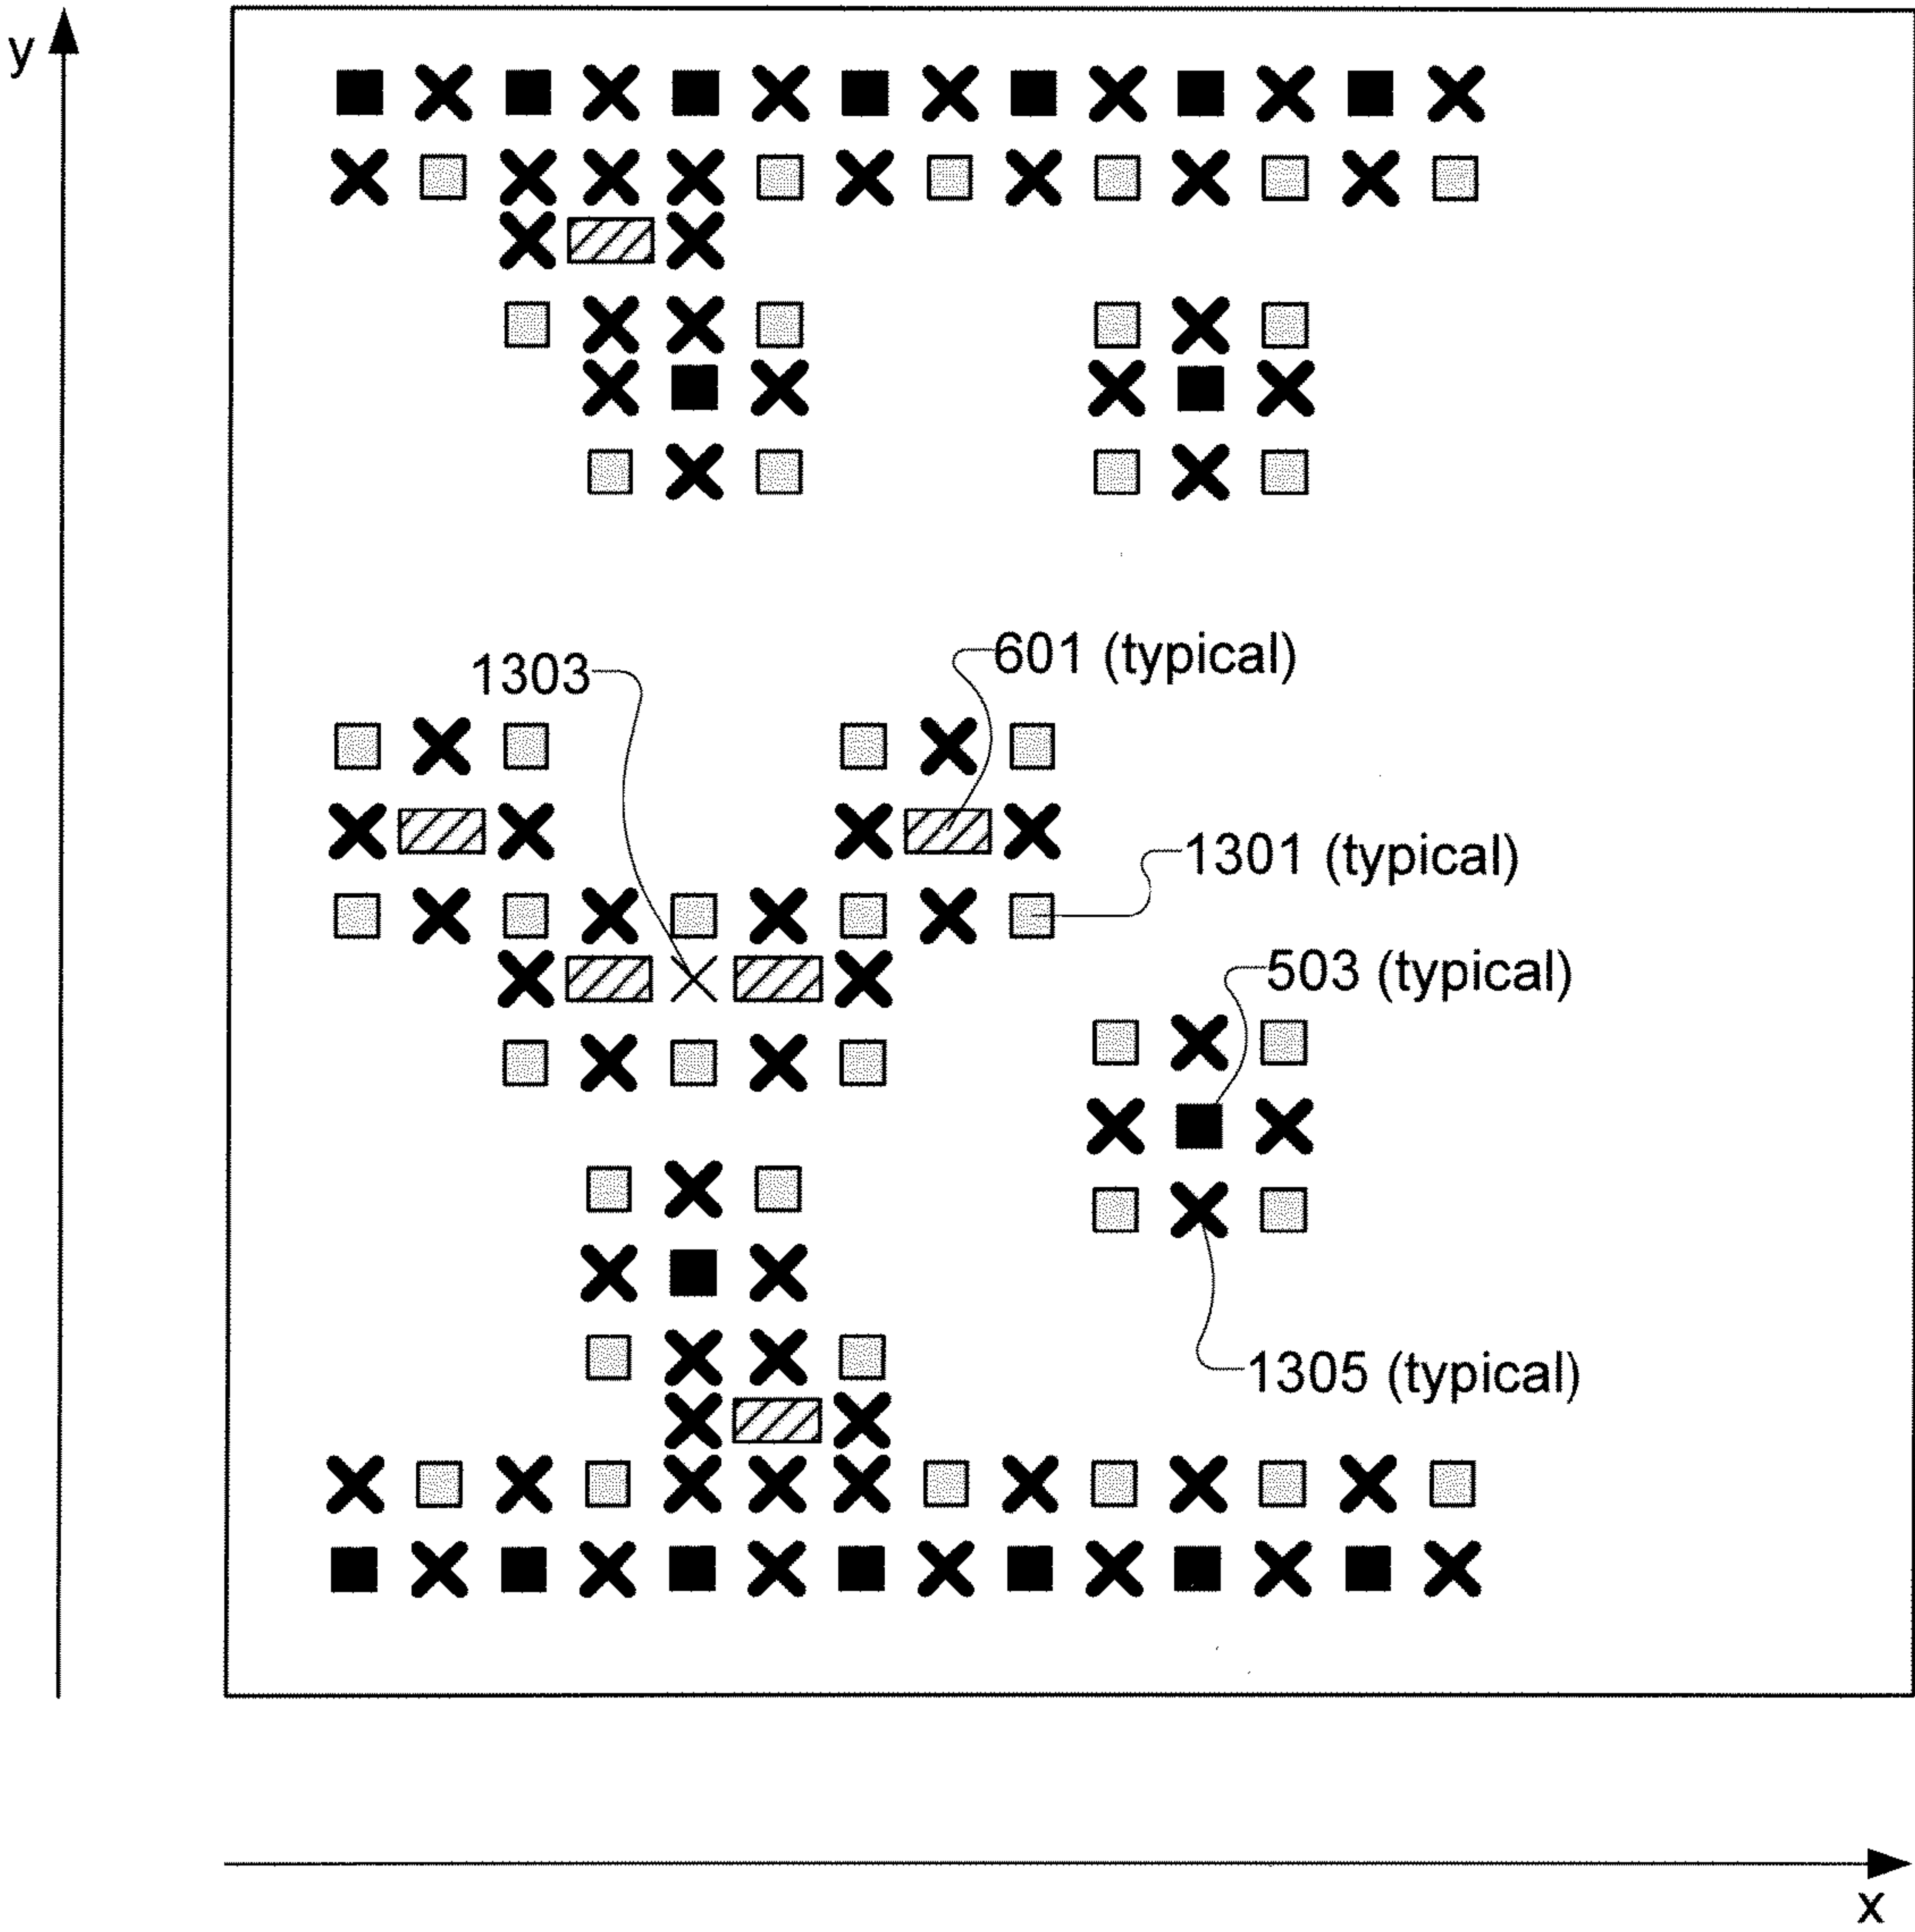 y
601 (typical)
1303
1301 (typical)
503 (typical)
1305 (typical)
x